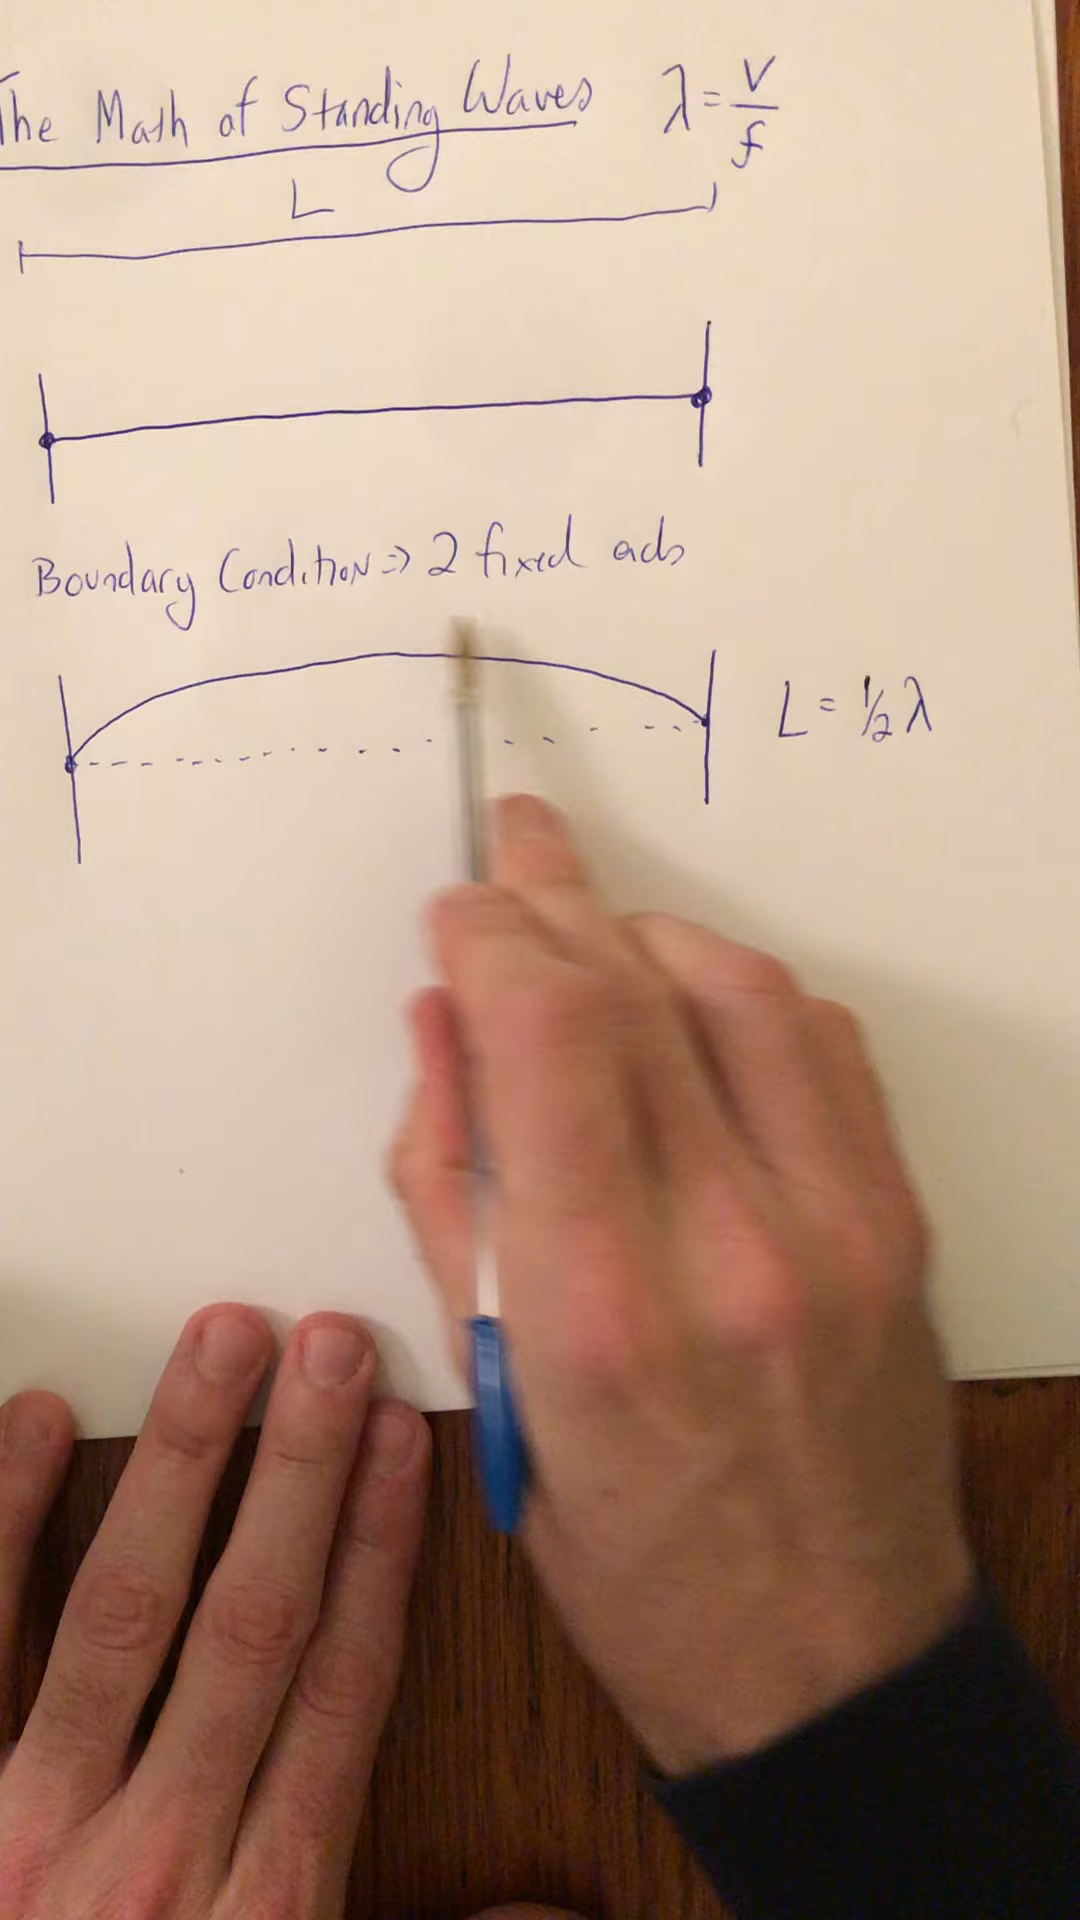 The Math of Standing Waves λ = v/f
L
Boundary Condition => 2 fixed ends
L = 1/2 λ